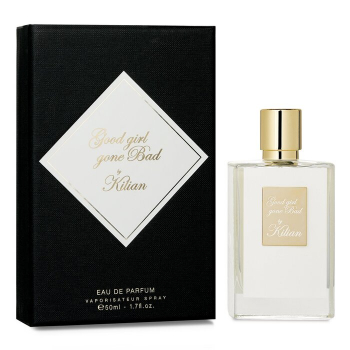 Good girl
gone Bad
by
Kilian
EAU DE PARFUM
VAPORISATEUR SPRAY
℮50ml - 1.7fl.oz.
Good girl
gone Bad
by
Kilian